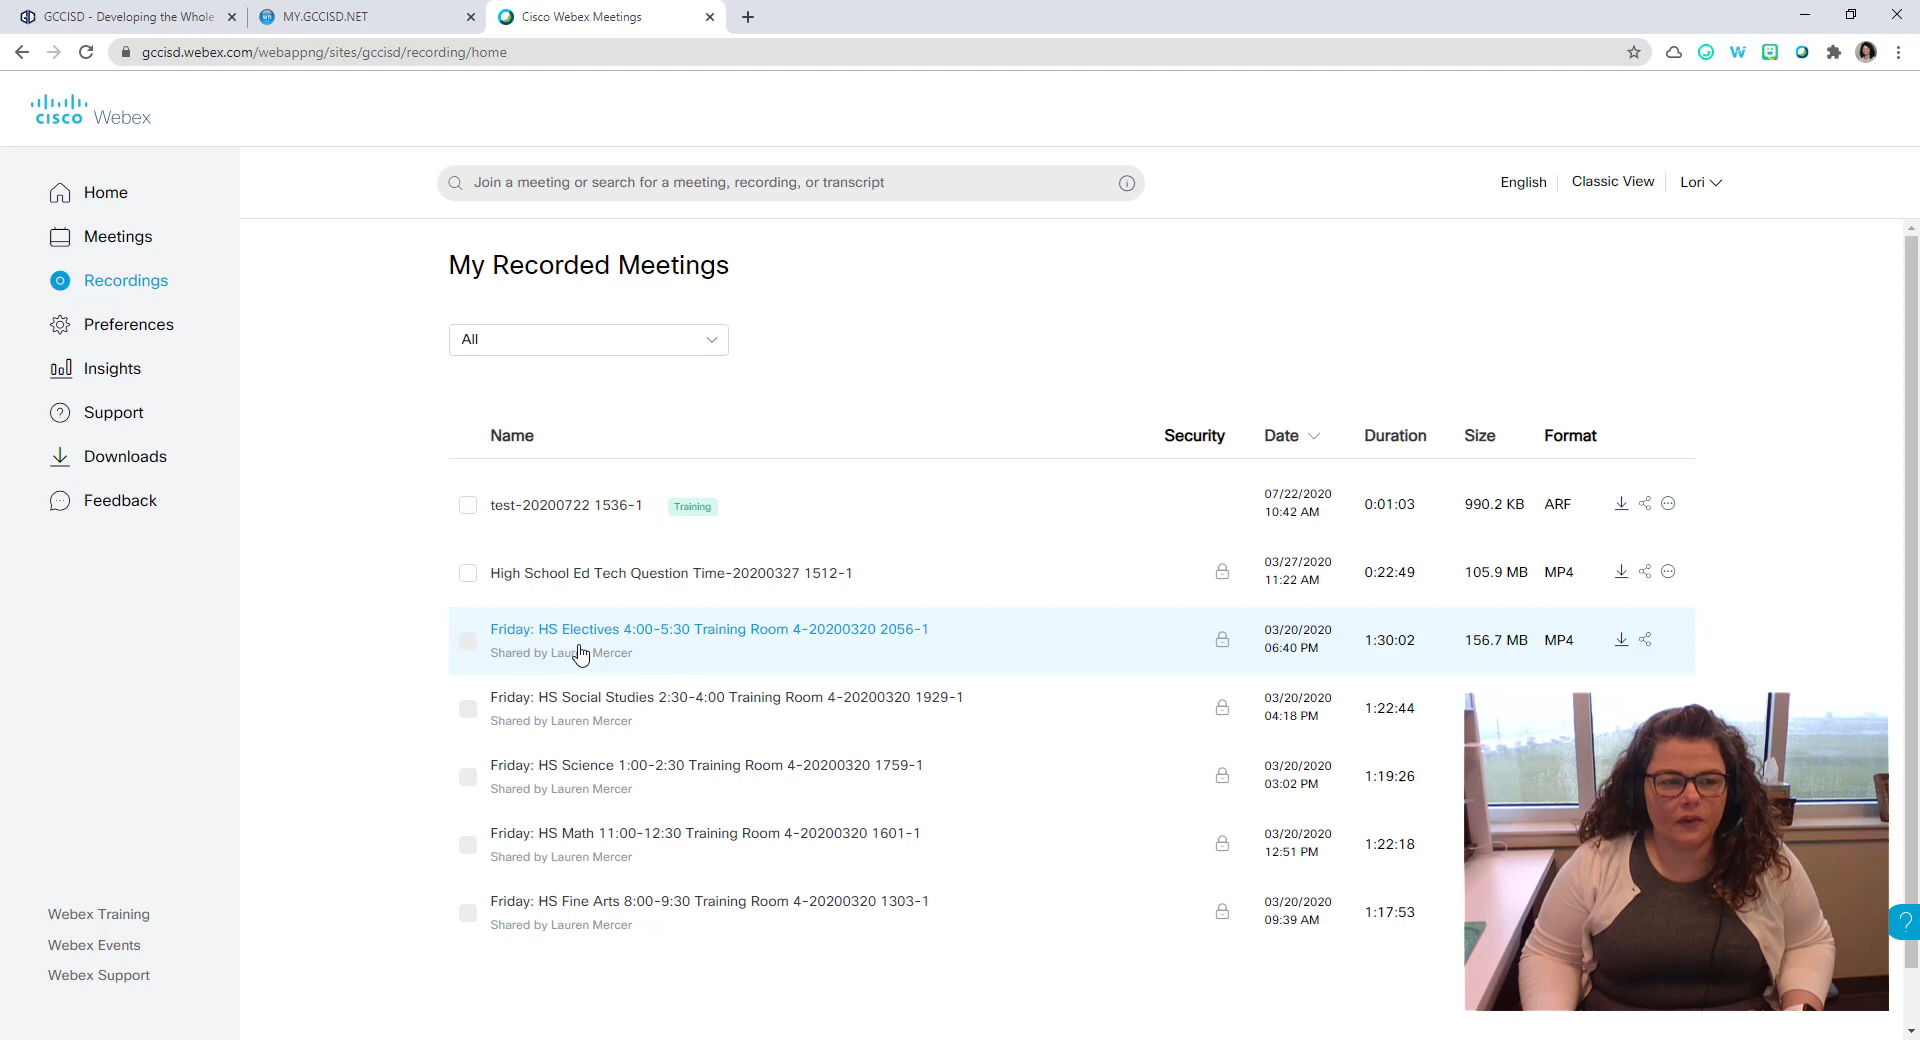 GCCISD - Developing the Whole
MY.GCCISD.NET
Cisco Webex Meetings
gccisd.webex.com/webappng/sites/gccisd/recording/home
cisco Webex
Join a meeting or search for a meeting, recording, or transcript
English
Classic View
Lori
Home
Meetings
Recordings
Preferences
Insights
Support
Downloads
Feedback
Webex Training
Webex Events
Webex Support
My Recorded Meetings
All
Name Security Date Duration Size Format
test-20200722 1536-1 Training 07/22/2020 10:42 AM 0:01:03 990.2 KB ARF
High School Ed Tech Question Time-20200327 1512-1 03/27/2020 11:22 AM 0:22:49 105.9 MB MP4
Friday: HS Electives 4:00-5:30 Training Room 4-20200320 2056-1 03/20/2020 06:40 PM 1:30:02 156.7 MB MP4
Shared by Lauren Mercer
Friday: HS Social Studies 2:30-4:00 Training Room 4-20200320 1929-1 03/20/2020 04:18 PM 1:22:44
Shared by Lauren Mercer
Friday: HS Science 1:00-2:30 Training Room 4-20200320 1759-1 03/20/2020 03:02 PM 1:19:26
Shared by Lauren Mercer
Friday: HS Math 11:00-12:30 Training Room 4-20200320 1601-1 03/20/2020 12:51 PM 1:22:18
Shared by Lauren Mercer
Friday: HS Fine Arts 8:00-9:30 Training Room 4-20200320 1303-1 03/20/2020 09:39 AM 1:17:53
Shared by Lauren Mercer